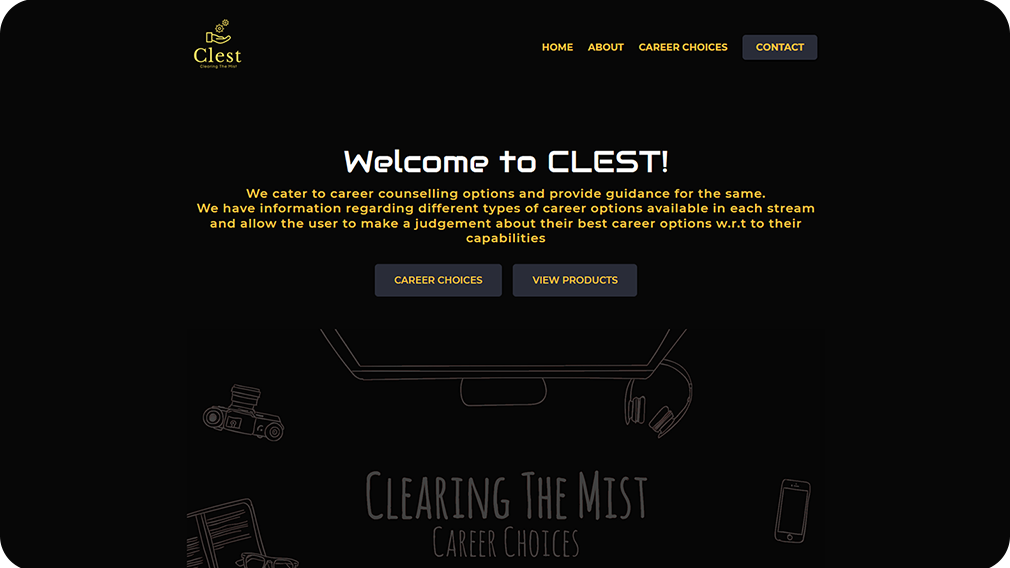 Clest
Clearing The Mist
HOME
ABOUT
CAREER CHOICES
CONTACT
Welcome to CLEST!
We cater to career counselling options and provide guidance for the same.
We have information regarding different types of career options available in each stream
and allow the user to make a judgement about their best career options w.r.t to their
capabilities
CAREER CHOICES
VIEW PRODUCTS
Clearing The Mist
Career Choices